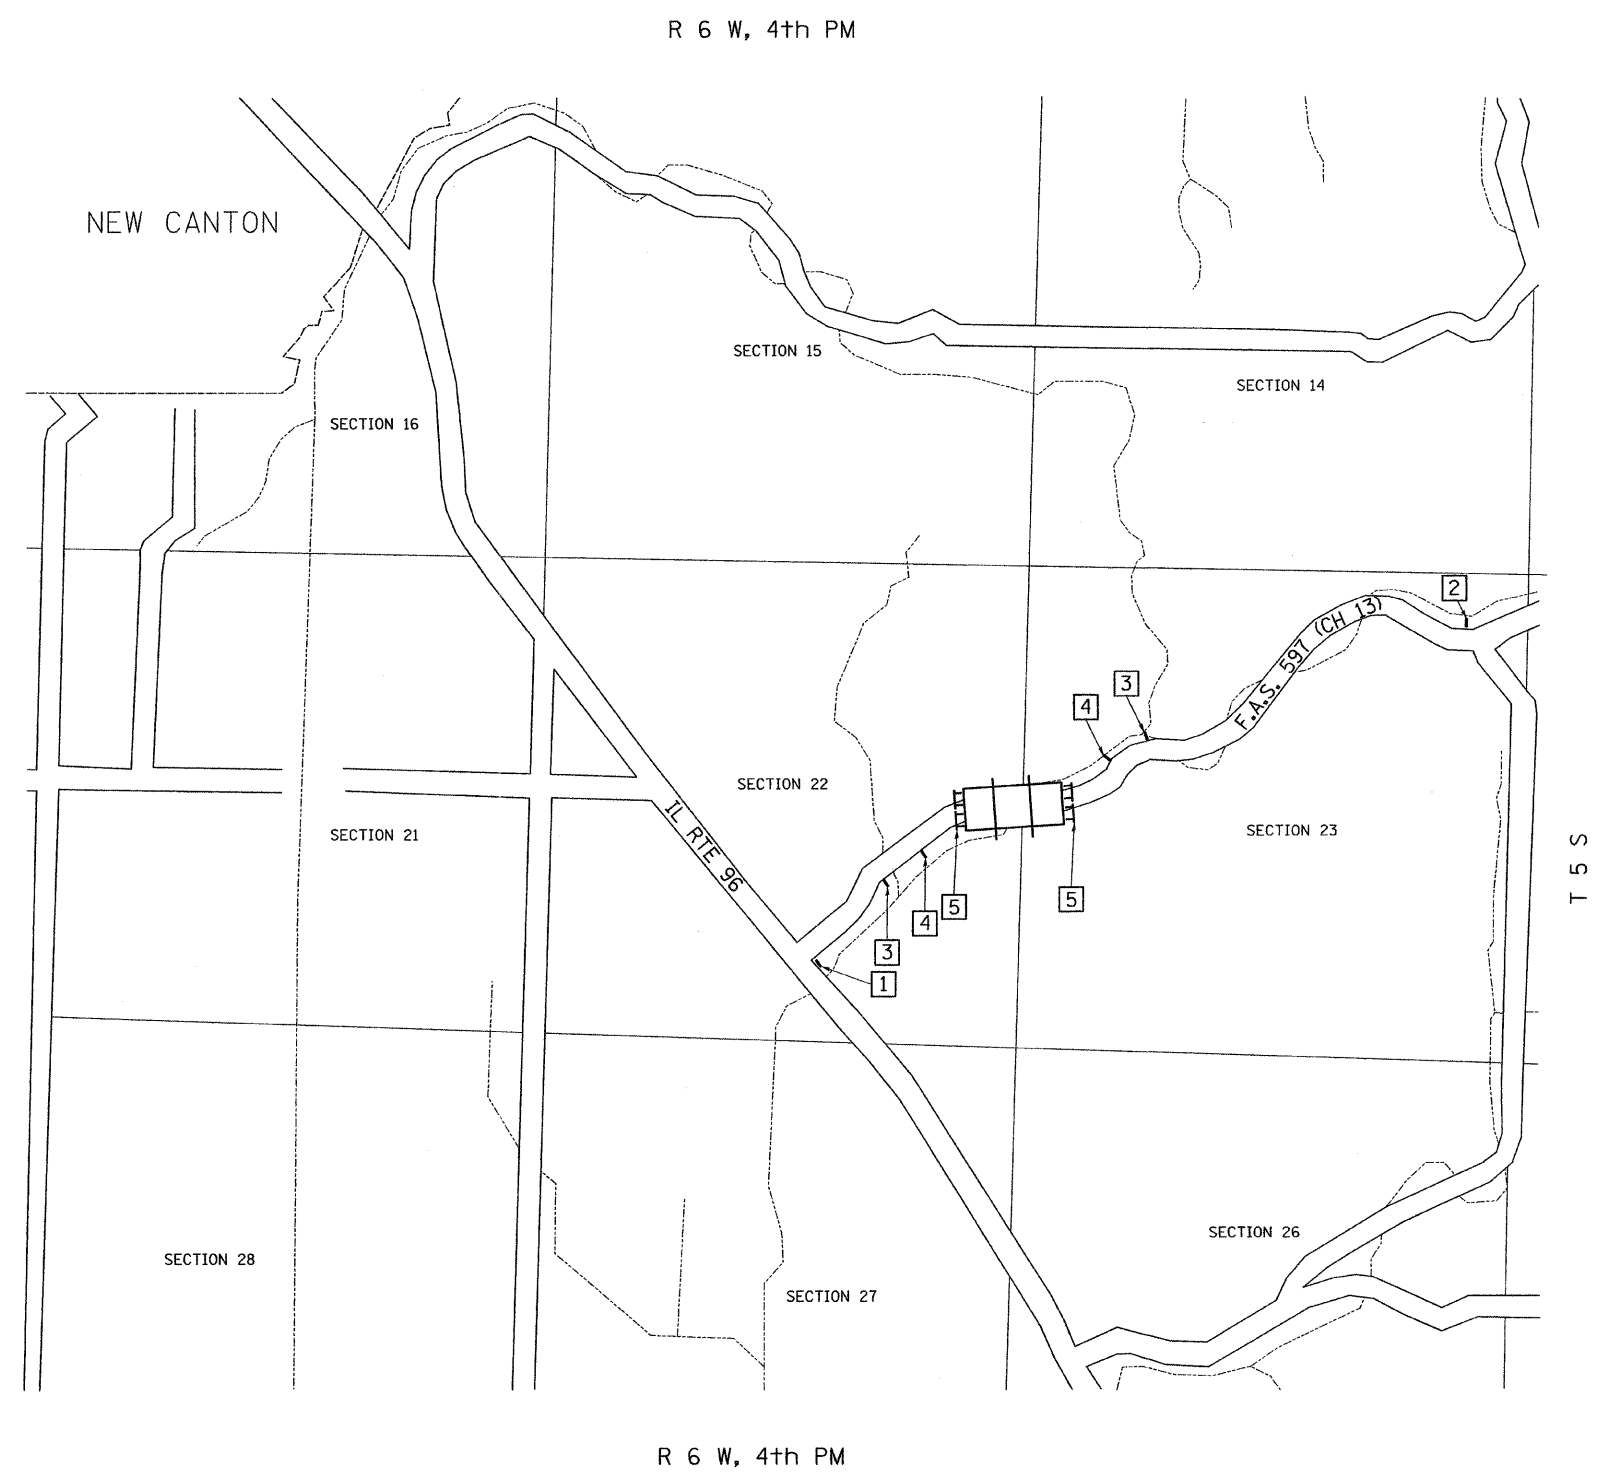 R 6 W, 4th PM
NEW CANTON
SECTION 15
SECTION 14
SECTION 16
2
F.A.S. 597 (CH 13)
3
4
SECTION 22
SECTION 23
SECTION 21
IL RTE 96
T 5 S
5
5
4
3
1
SECTION 26
SECTION 28
SECTION 27
R 6 W, 4th PM